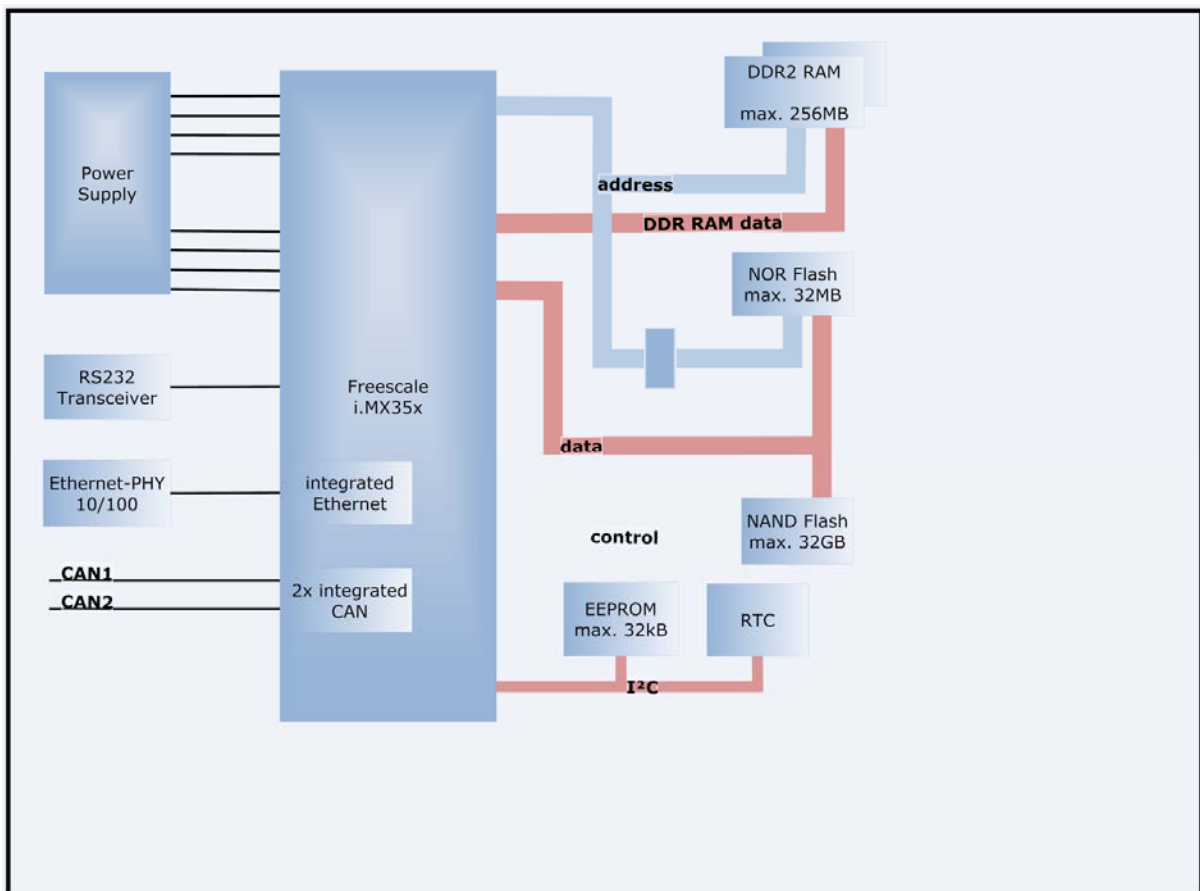 DDR2 RAM
max. 256MB
Power
Supply
address
DDR RAM data
NOR Flash
max. 32MB
RS232
Transceiver
Freescale
i.MX35x
data
Ethernet-PHY
10/100
integrated
Ethernet
NAND Flash
max. 32GB
control
CAN1
CAN2
2x integrated
CAN
EEPROM
max. 32kB
RTC
I²C